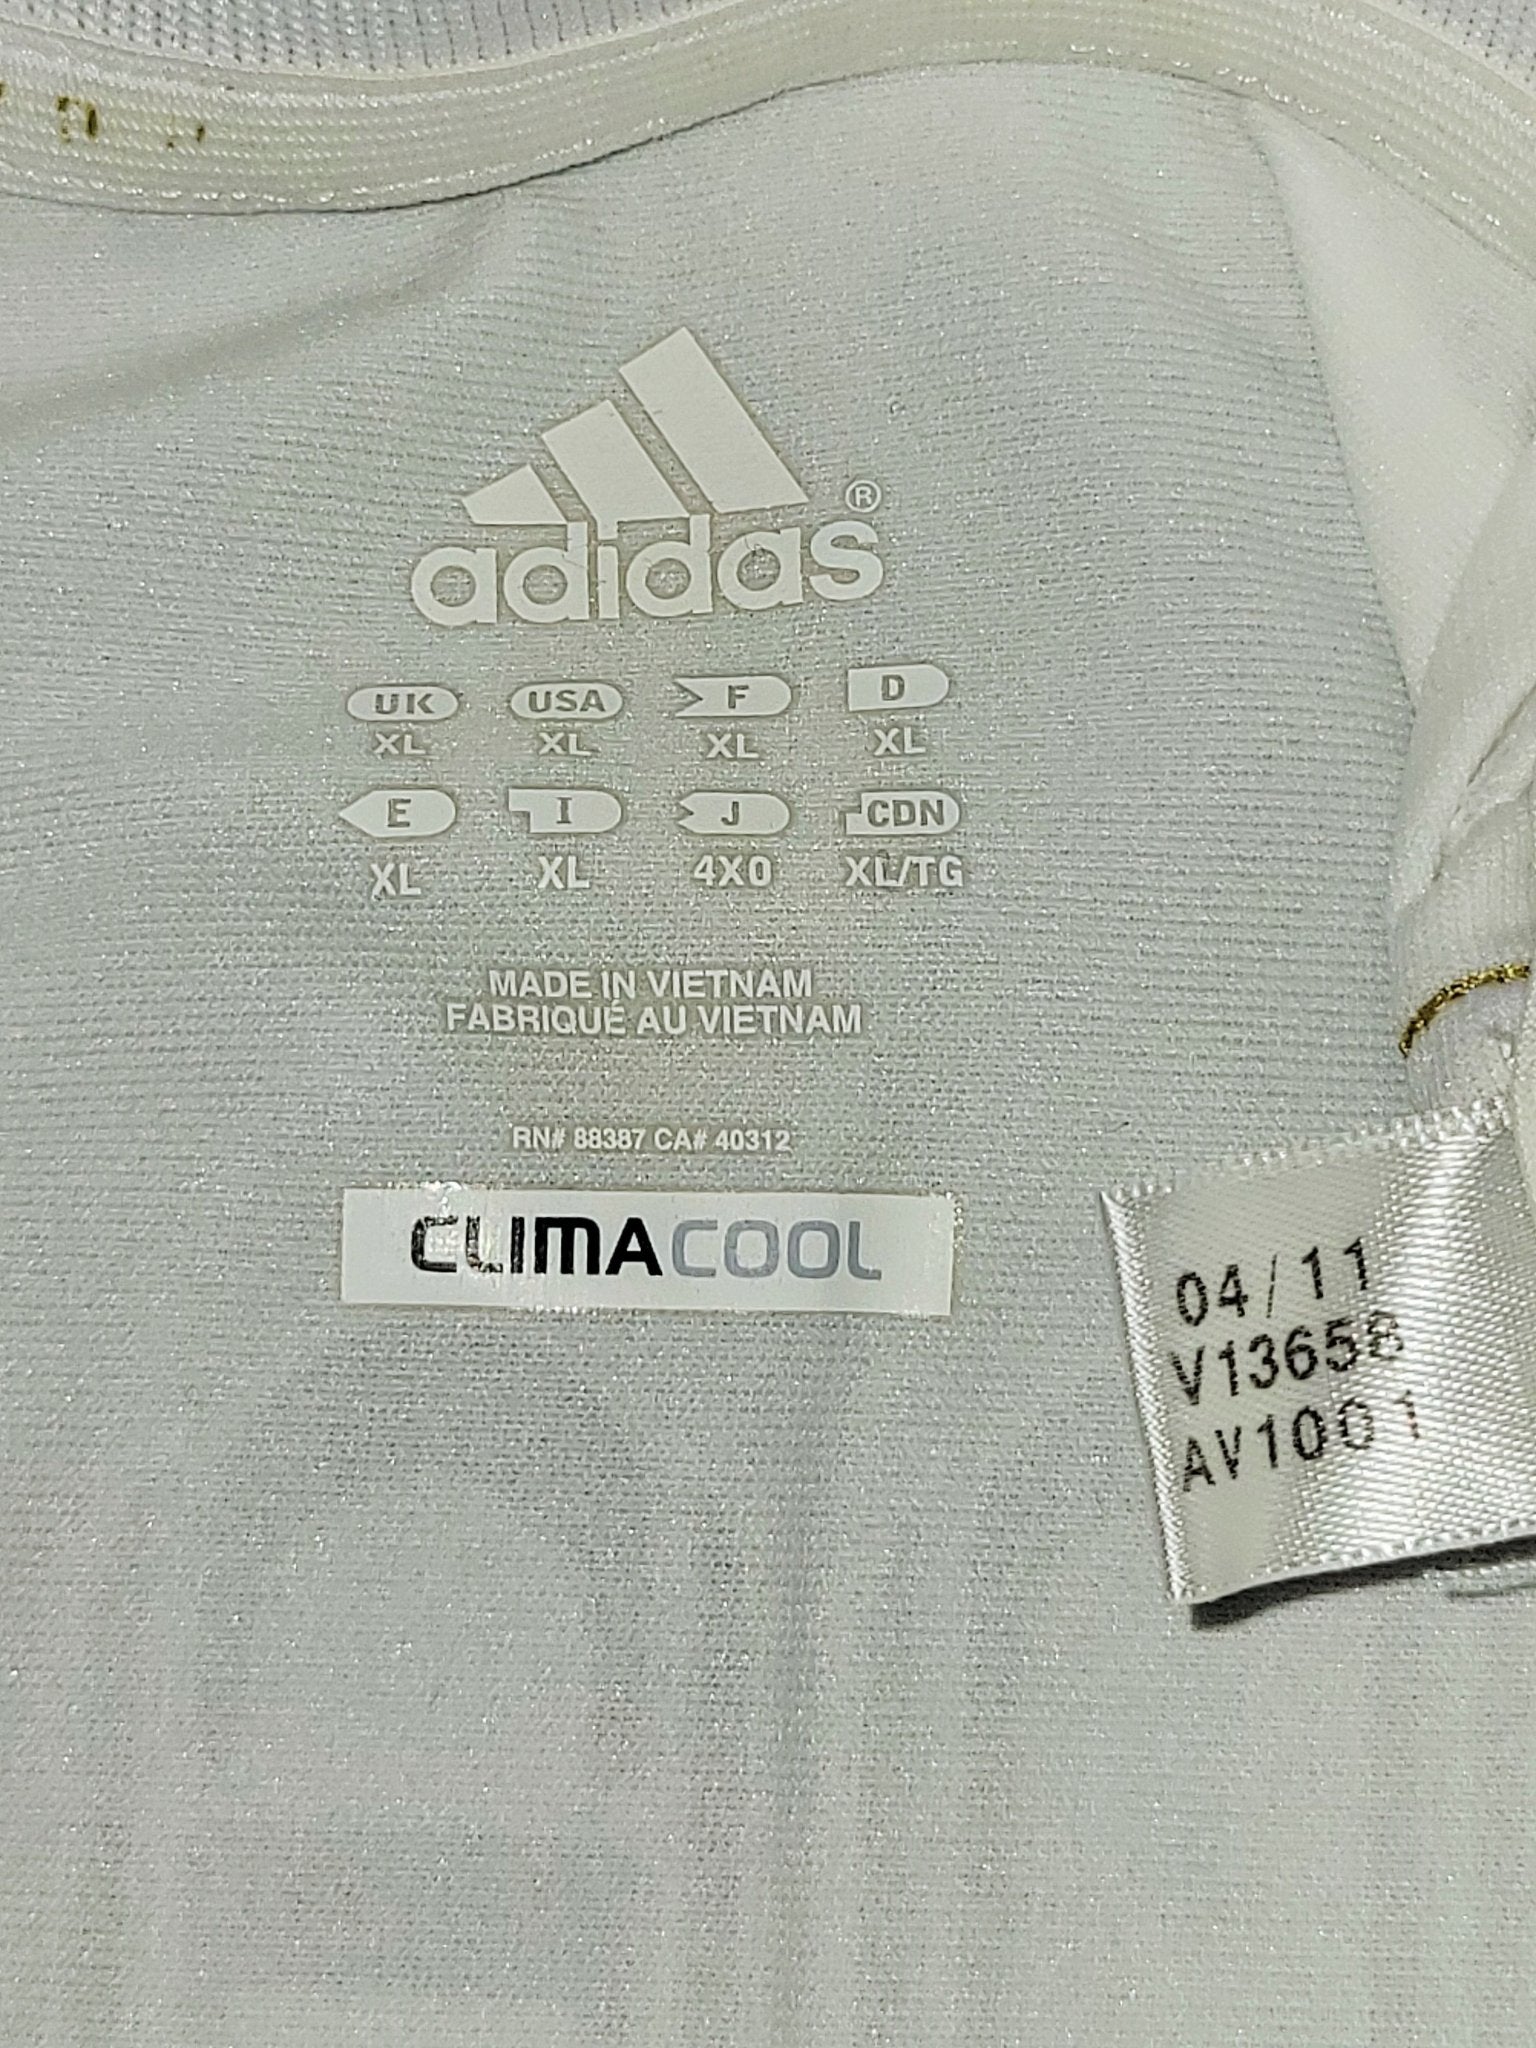 adidas®
UK USA F D
XL XL XL XL
E I J CDN
XL XL 4XO XL/TG
MADE IN VIETNAM
FABRIQUÉ AU VIETNAM
RN# 88387 CA# 40312
CLIMACOOL
04/11
V13658
AV1001